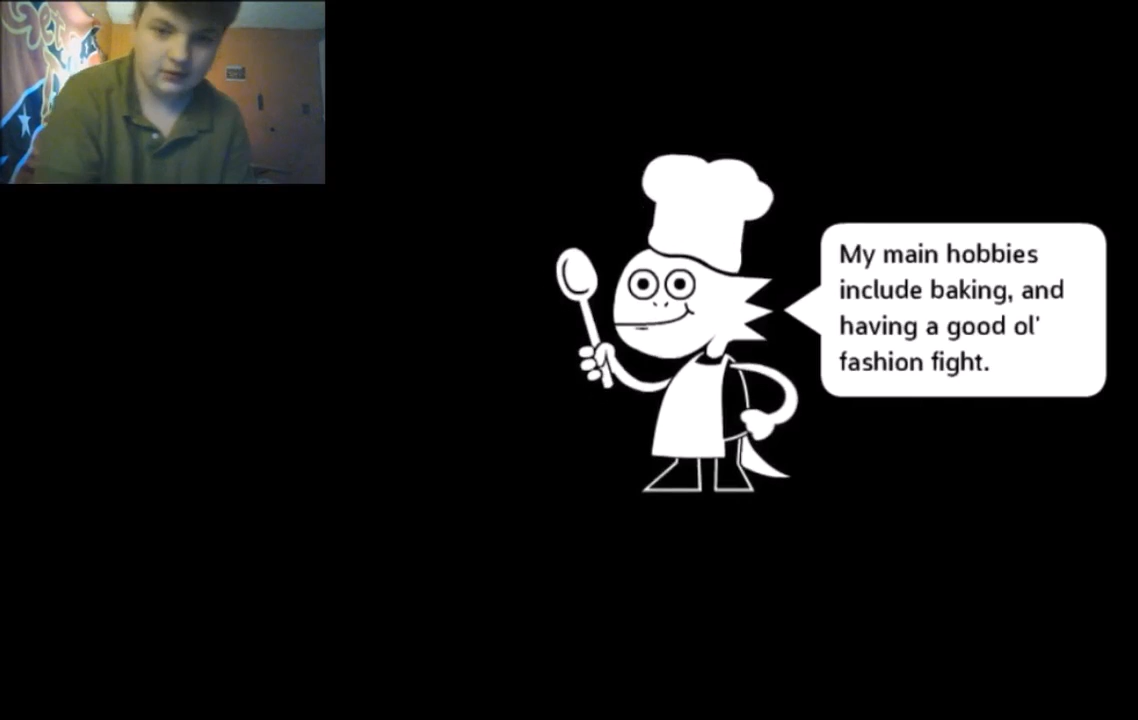 My main hobbies
include baking, and
having a good ol'
fashion fight.